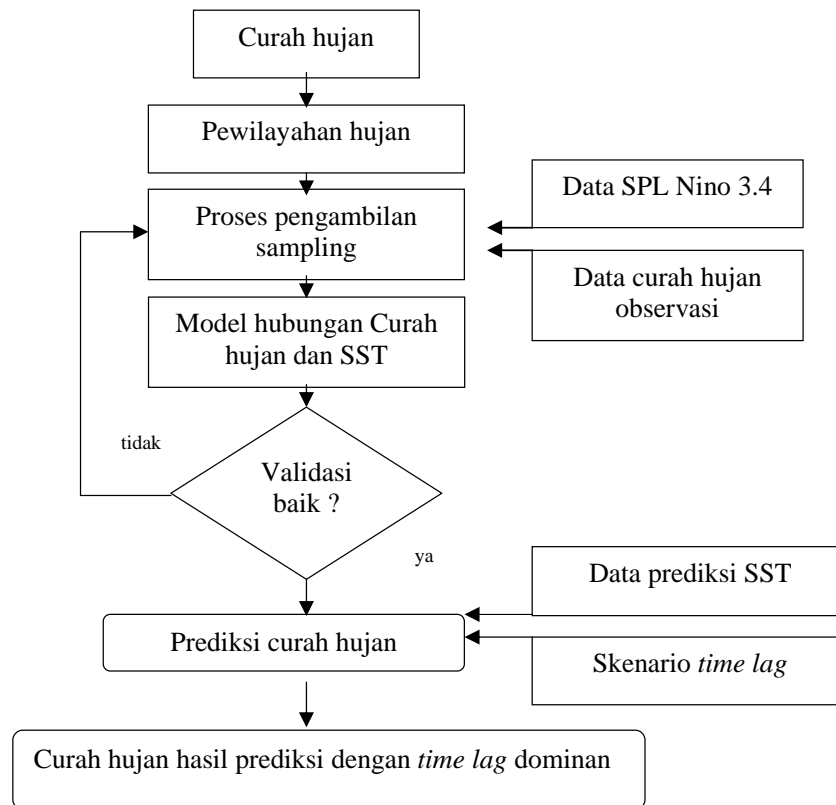 Curah hujan
Pewilayahan hujan
Data SPL Nino 3.4
Proses pengambilan
sampling
Data curah hujan
observasi
Model hubungan Curah
hujan dan SST
tidak
Validasi
baik ?
ya
Data prediksi SST
Prediksi curah hujan
Skenario time lag
Curah hujan hasil prediksi dengan time lag dominan